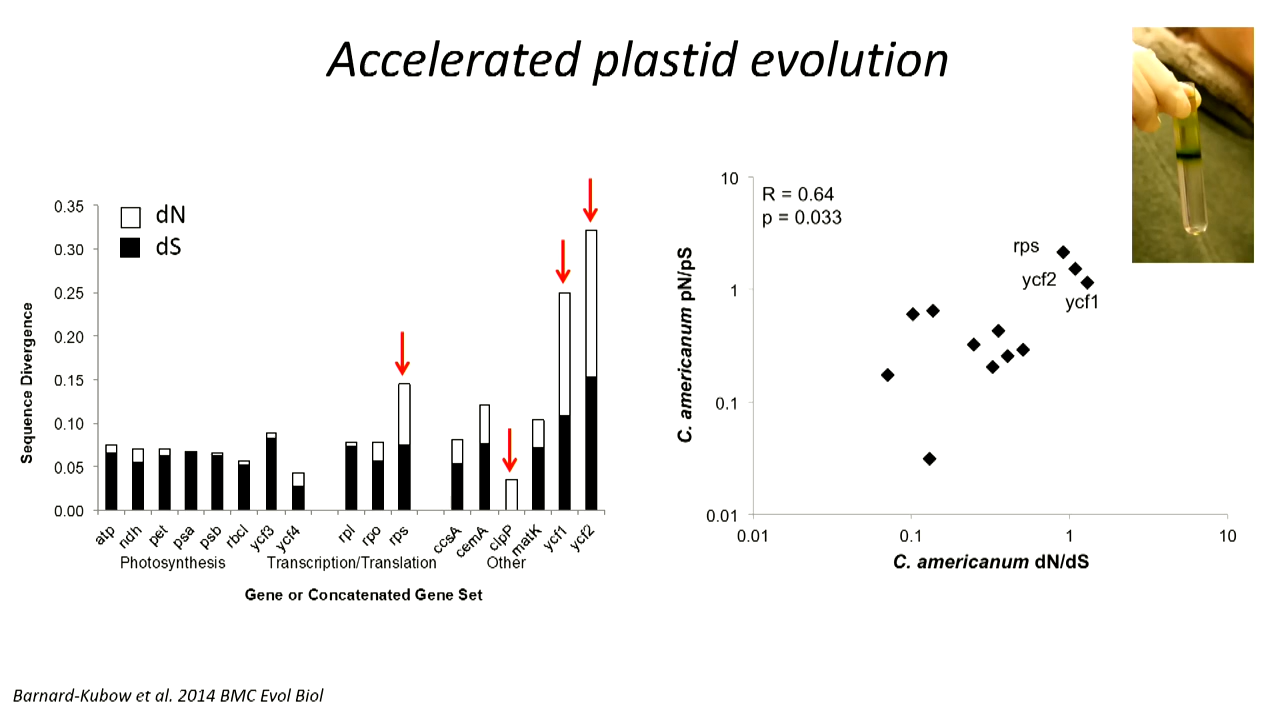 Accelerated plastid evolution
dN
dS
0.35
0.30
0.25
0.20
0.15
0.10
0.05
0.00
Sequence Divergence
atp
ndh
pet
psa
psb
rbcl
ycf3
ycf4
rpl
rpo
rps
ccsA
cemA
clpP
matK
ycf1
ycf2
Photosynthesis
Transcription/Translation
Other
Gene or Concatenated Gene Set
R = 0.64
p = 0.033
10
1
0.1
0.01
C. americanum pN/pS
rps
ycf2
ycf1
0.01
0.1
1
10
C. americanum dN/dS
Barnard-Kubow et al. 2014 BMC Evol Biol